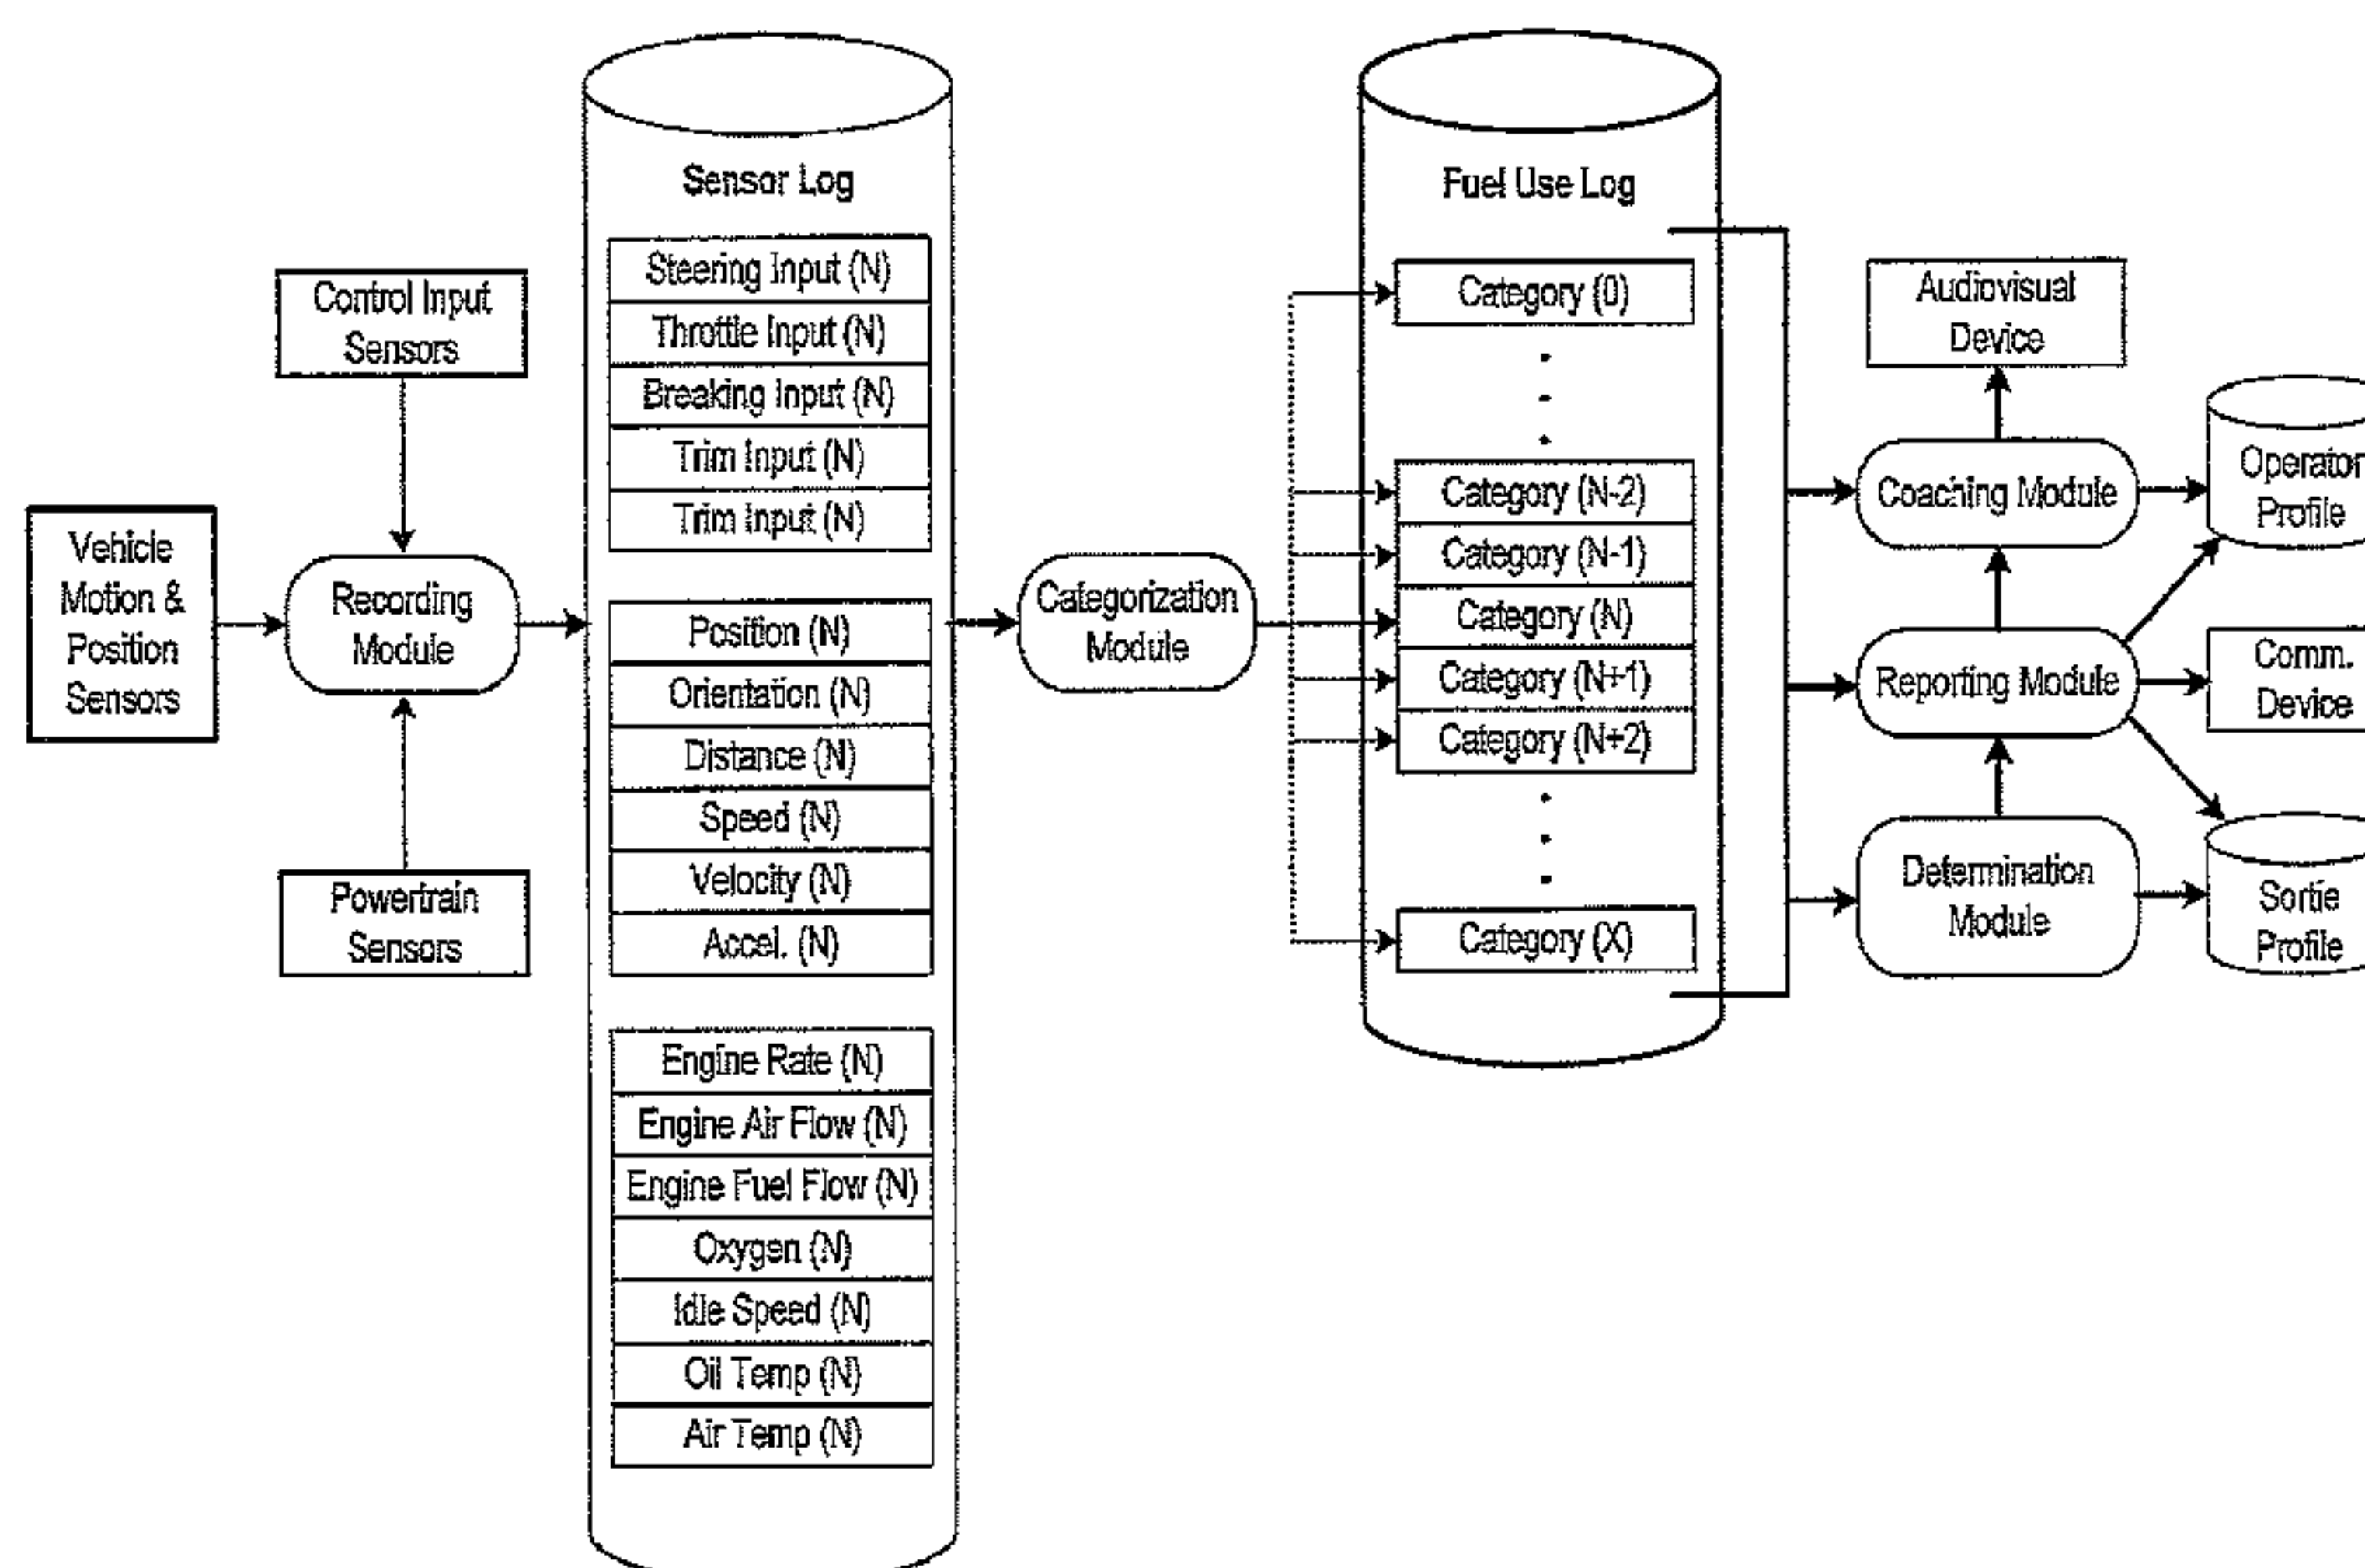 Sensor Log
Fuel Use Log
Control Input
Sensors
Vehicle
Motion &
Position
Sensors
Recording
Module
Powertrain
Sensors
Steering Input (N)
Throttle Input (N)
Breaking Input (N)
Trim Input (N)
Trim Input (N)
Position (N)
Orientation (N)
Distance (N)
Speed (N)
Velocity (N)
Accel. (N)
Engine Rate (N)
Engine Air Flow (N)
Engine Fuel Flow (N)
Oxygen (N)
Idle Speed (N)
Oil Temp (N)
Air Temp (N)
Categorization
Module
Category (0)
Category (N-2)
Category (N-1)
Category (N)
Category (N+1)
Category (N+2)
Category (X)
Audiovisual
Device
Coaching Module
Reporting Module
Determination
Module
Operator
Profile
Comm.
Device
Sortie
Profile